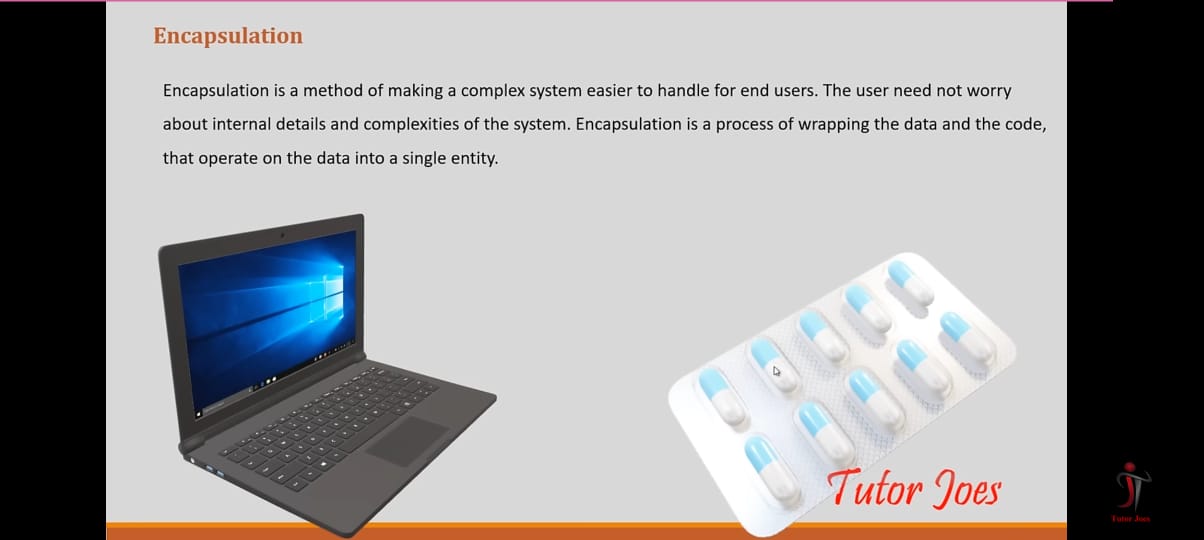 Encapsulation
Encapsulation is a method of making a complex system easier to handle for end users. The user need not worry
about internal details and complexities of the system. Encapsulation is a process of wrapping the data and the code,
that operate on the data into a single entity.
Tutor Joes
Tutor Joes